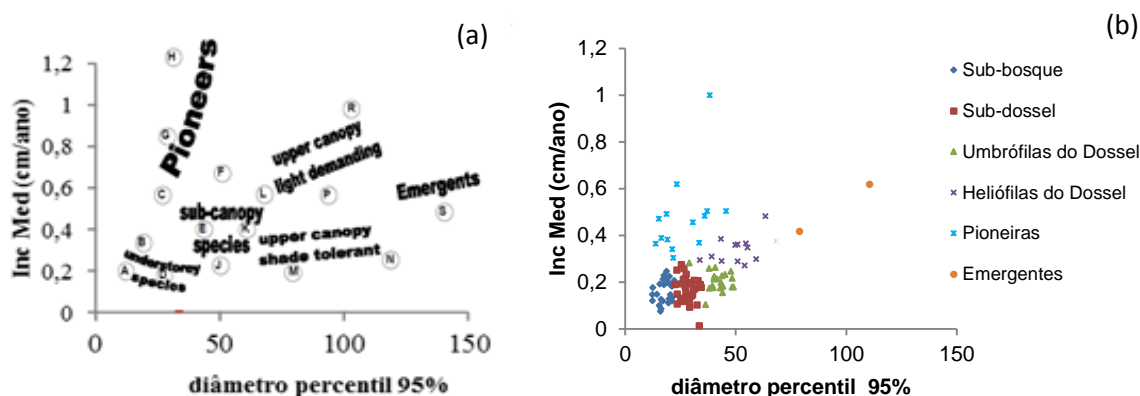 (a)
Inc Med (cm/ano)
1,2
1
0,8
0,6
0,4
0,2
0
0
50
100
150
diâmetro percentil 95%
Pioneers
upper canopy
light demanding
Emergents
sub-canopy
species
upper canopy
shade tolerant
understorey
species
H
R
G
F
C
L
P
S
E
K
B
N
J
A
D
M
(b)
Inc Med (cm/ano)
1,2
1
0,8
0,6
0,4
0,2
0
0
50
100
150
diâmetro percentil 95%
Sub-bosque
Sub-dossel
Umbrófilas do Dossel
Heliófilas do Dossel
Pioneiras
Emergentes